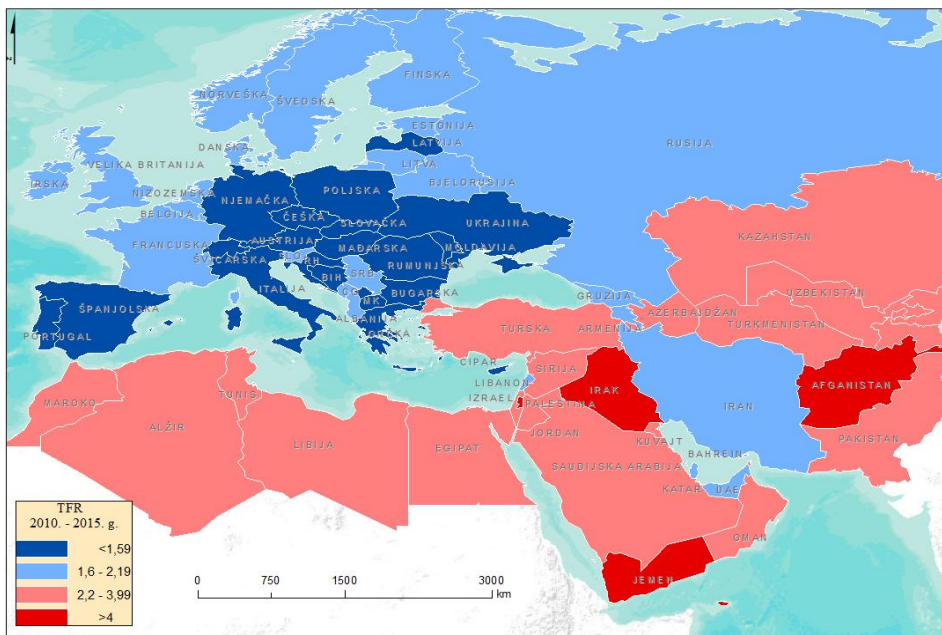 FINSKA
NORVEŠKA
ŠVEDSKA
ESTONIJA
RUSIJA
LATVIJA
DANSKA
LITVA
VELIKA BRITANIJA
IRSKA
BJELORUSIJA
NIZOZEMSKA
POLJSKA
NJEMAČKA
BELGIJA
ČEŠKA
SLOVAČKA
UKRAJINA
KAZAHSTAN
FRANCUSKA
AUSTRIJA
MAĐARSKA
MOLDAVIJA
ŠVICARSKA
SLO
RH
RUMUNJSKA
BIH
SRB
UZBEKISTAN
ITALIJA
CG
BUGARSKA
GRUZIJA
MK
ŠPANJOLSKA
AZERBAJDŽAN
ALBANIJA
TURKMENISTAN
PORTUGAL
GRČKA
TURSKA
ARMENIJA
CIPAR
SIRIJA
LIBANON
IRAK
AFGANISTAN
TUNIS
IZRAEL
PALESTINA
IRAN
MAROKO
ALŽIR
JORDAN
LIBIJA
EGIPAT
KUVAJT
PAKISTAN
BAHREIN
SAUDIJSKA ARABIJA
KATAR
UAE
OMAN
JEMEN
TFR
2010. - 2015. g.
<1,59
1,6 - 2,19
2,2 - 3,99
>4
0 750 1500 3000
km